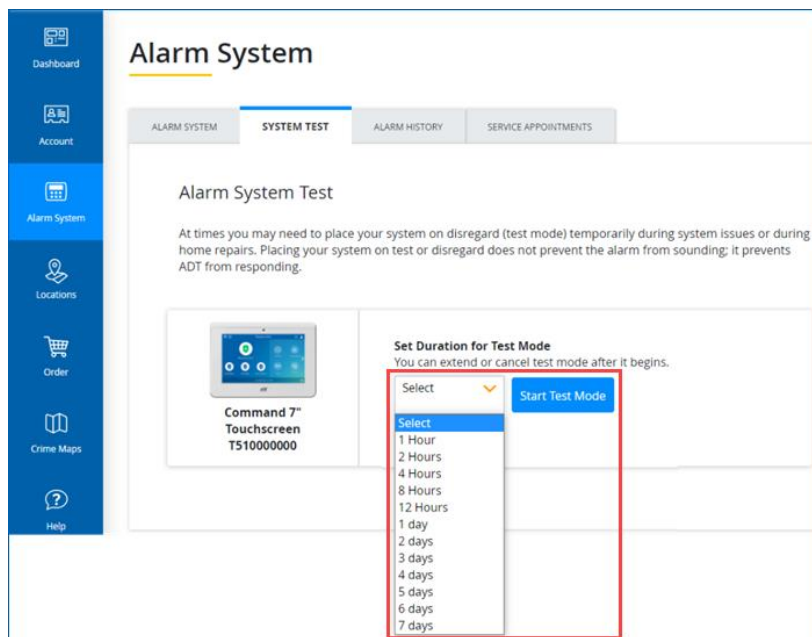 Dashboard
Account
Alarm System
Locations
Order
Crime Maps
Help
Alarm System
ALARM SYSTEM
SYSTEM TEST
ALARM HISTORY
SERVICE APPOINTMENTS
Alarm System Test
At times you may need to place your system on disregard (test mode) temporarily during system issues or during
home repairs. Placing your system on test or disregard does not prevent the alarm from sounding; it prevents
ADT from responding.
Command 7"
Touchscreen
T510000000
Set Duration for Test Mode
You can extend or cancel test mode after it begins.
Select
Start Test Mode
Select
1 Hour
2 Hours
4 Hours
8 Hours
12 Hours
1 day
2 days
3 days
4 days
5 days
6 days
7 days